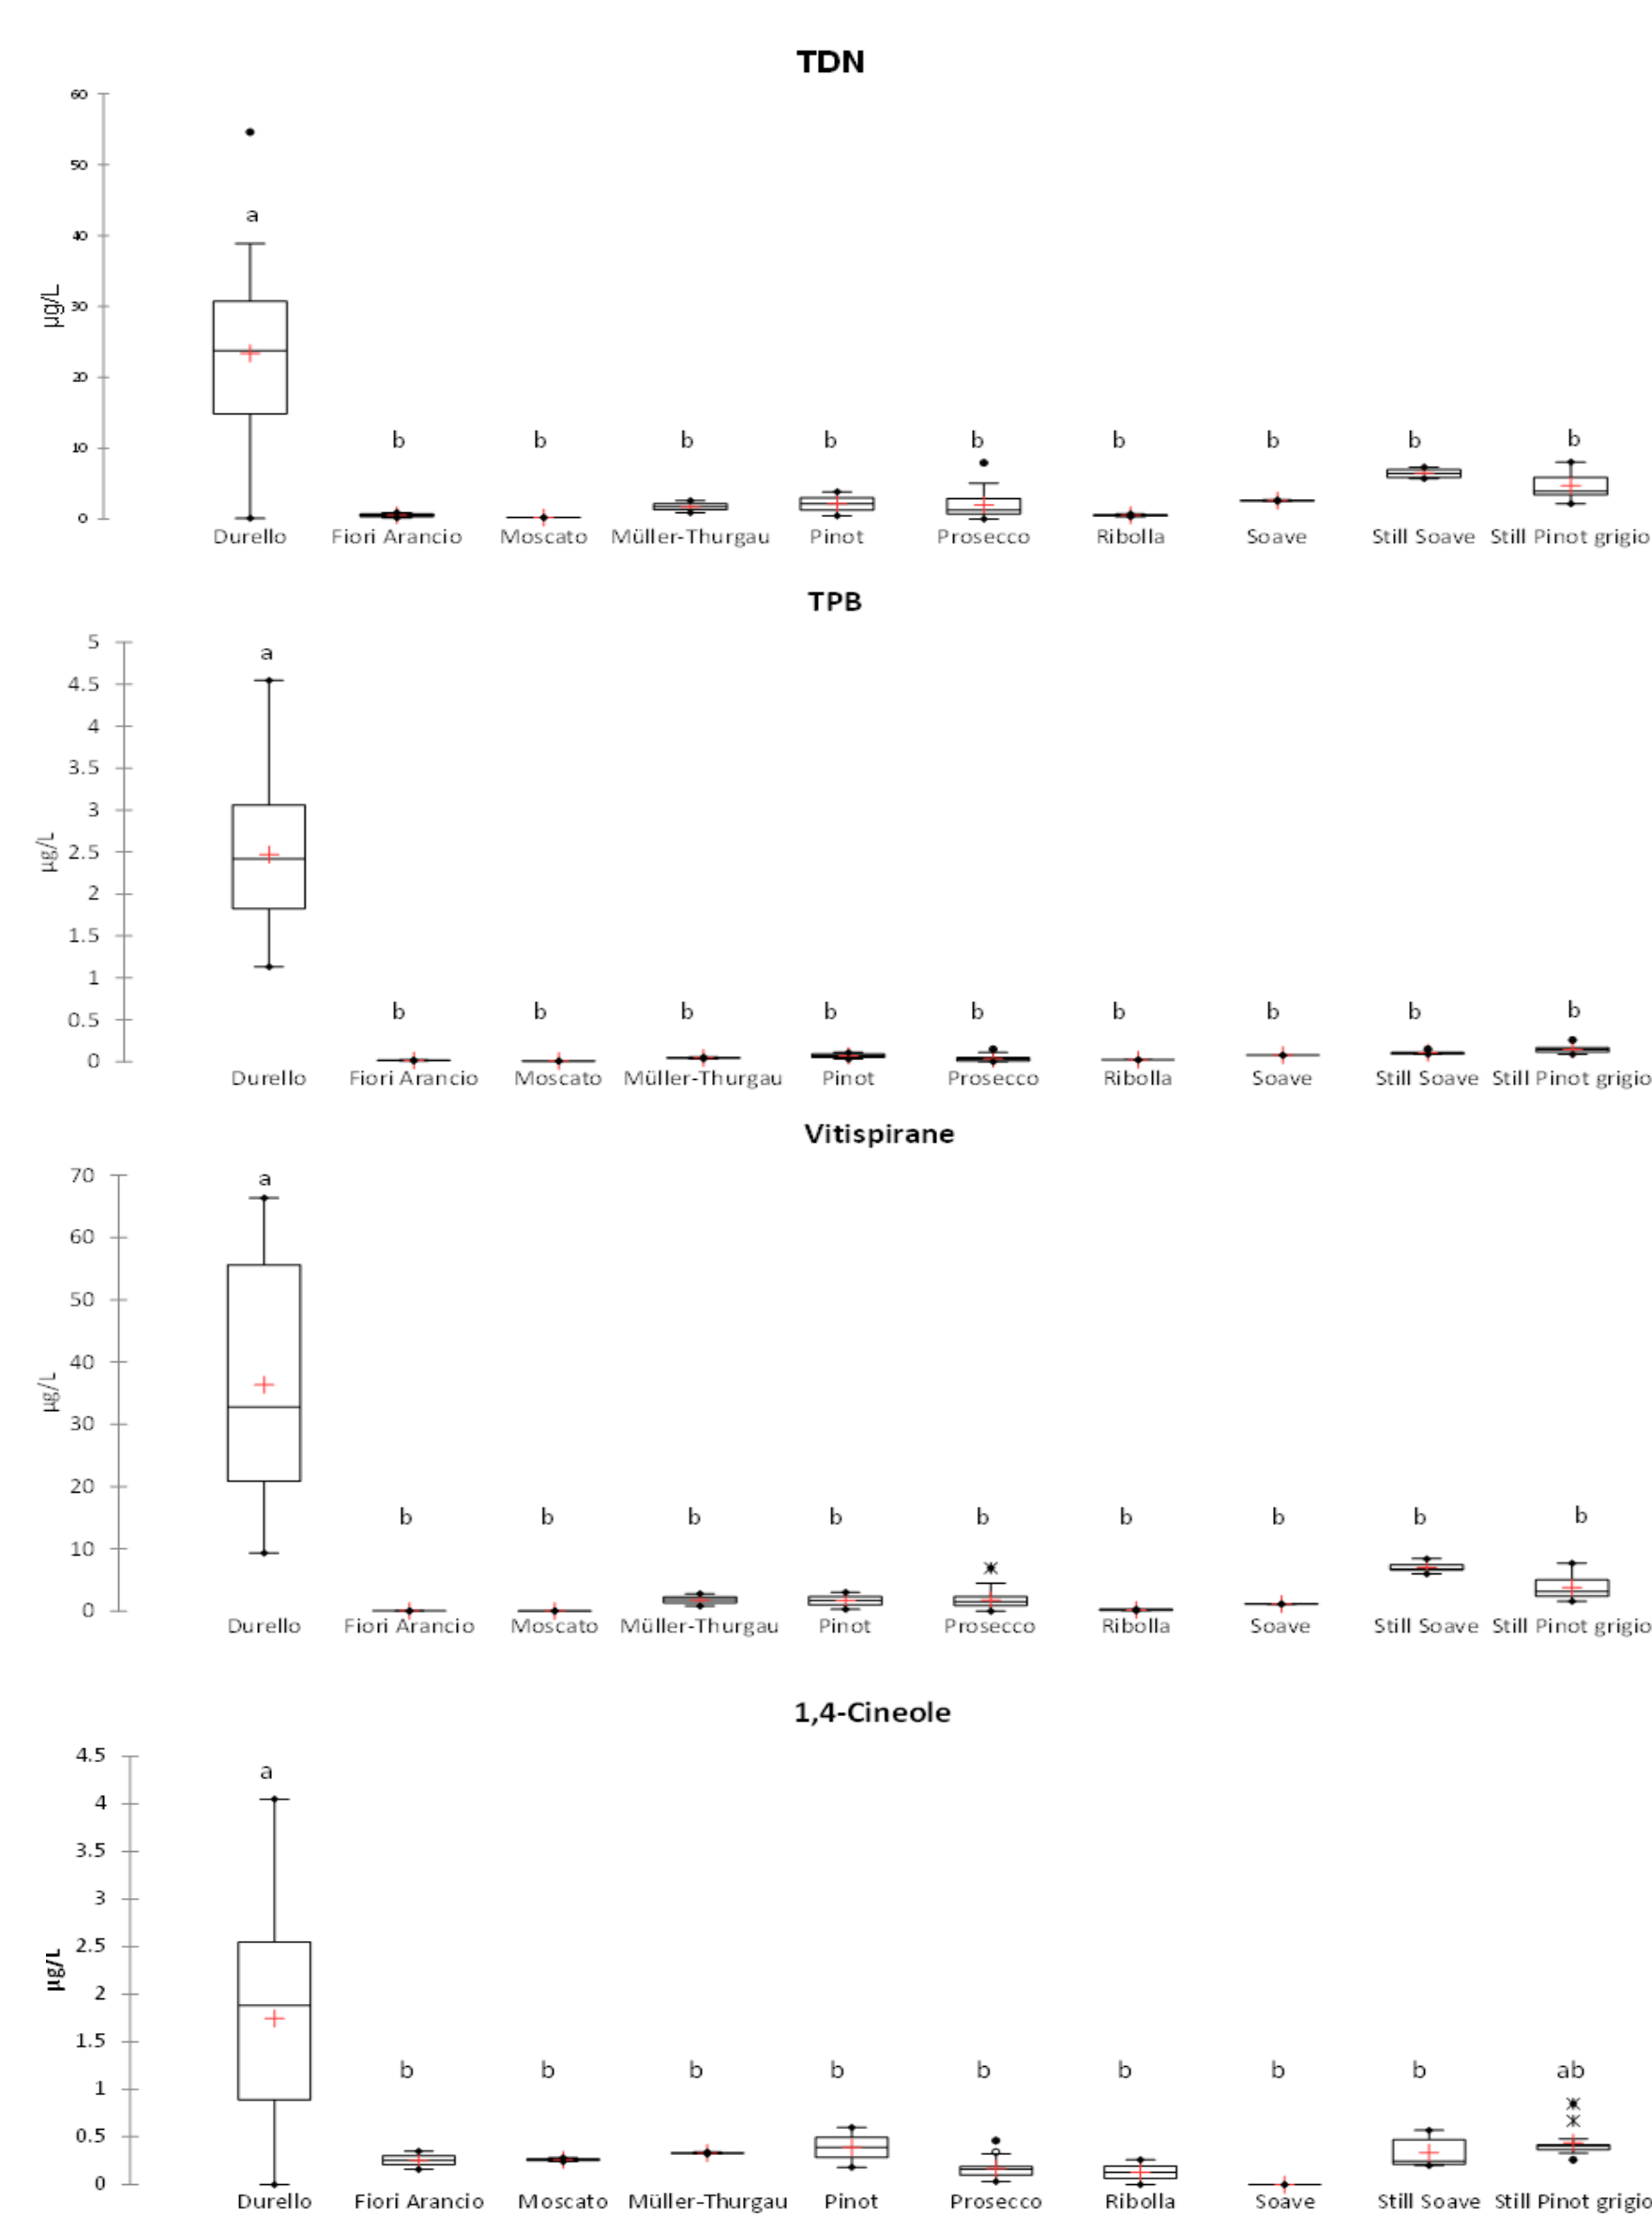 TDN
60
50
a
40
µg/L
30
20
10
b b b b b b b b b
0
Durello Fiori Arancio Moscato Müller-Thurgau Pinot Prosecco Ribolla Soave Still Soave Still Pinot grigio
TPB
5
a
4.5
4
3.5
3
µg/L
2.5
2
1.5
1
b b b b b b b b b
0.5
0
Durello Fiori Arancio Moscato Müller-Thurgau Pinot Prosecco Ribolla Soave Still Soave Still Pinot grigio
Vitispirane
70
a
60
50
40
µg/L
30
20
b b b b b b b b b
10
0
Durello Fiori Arancio Moscato Müller-Thurgau Pinot Prosecco Ribolla Soave Still Soave Still Pinot grigio
1,4-Cineole
4.5
a
4
3.5
3
2.5
µg/L
2
1.5
b b b b b b b b ab
1
0.5
0
Durello Fiori Arancio Moscato Müller-Thurgau Pinot Prosecco Ribolla Soave Still Soave Still Pinot grigio